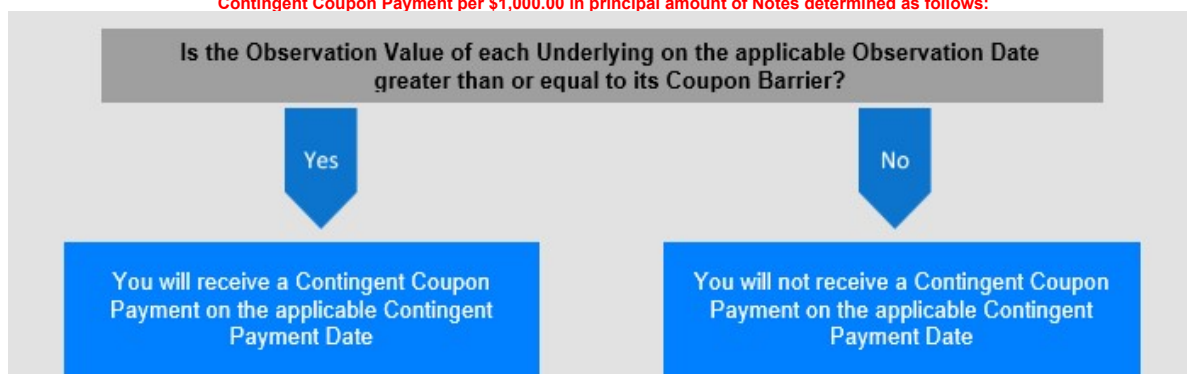 Contingent Coupon Payment per $1,000.00 in principal amount of Notes determined as follows:
Is the Observation Value of each Underlying on the applicable Observation Date
greater than or equal to its Coupon Barrier?
Yes
No
You will receive a Contingent Coupon
Payment on the applicable Contingent
Payment Date
You will not receive a Contingent Coupon
Payment on the applicable Contingent
Payment Date